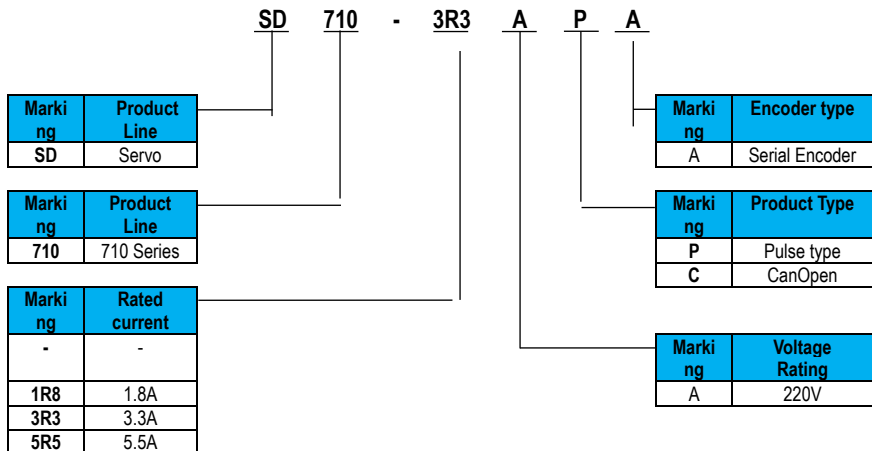 SD 710 - 3R3 A P A
Marki
ng
Product
Line
SD Servo
Marki
ng
Product
Line
710 710 Series
Marki
ng
Rated
current
- -
1R8 1.8A
3R3 3.3A
5R5 5.5A
Marki
ng
Encoder type
A Serial Encoder
Marki
ng
Product Type
P Pulse type
C CanOpen
Marki
ng
Voltage
Rating
A 220V